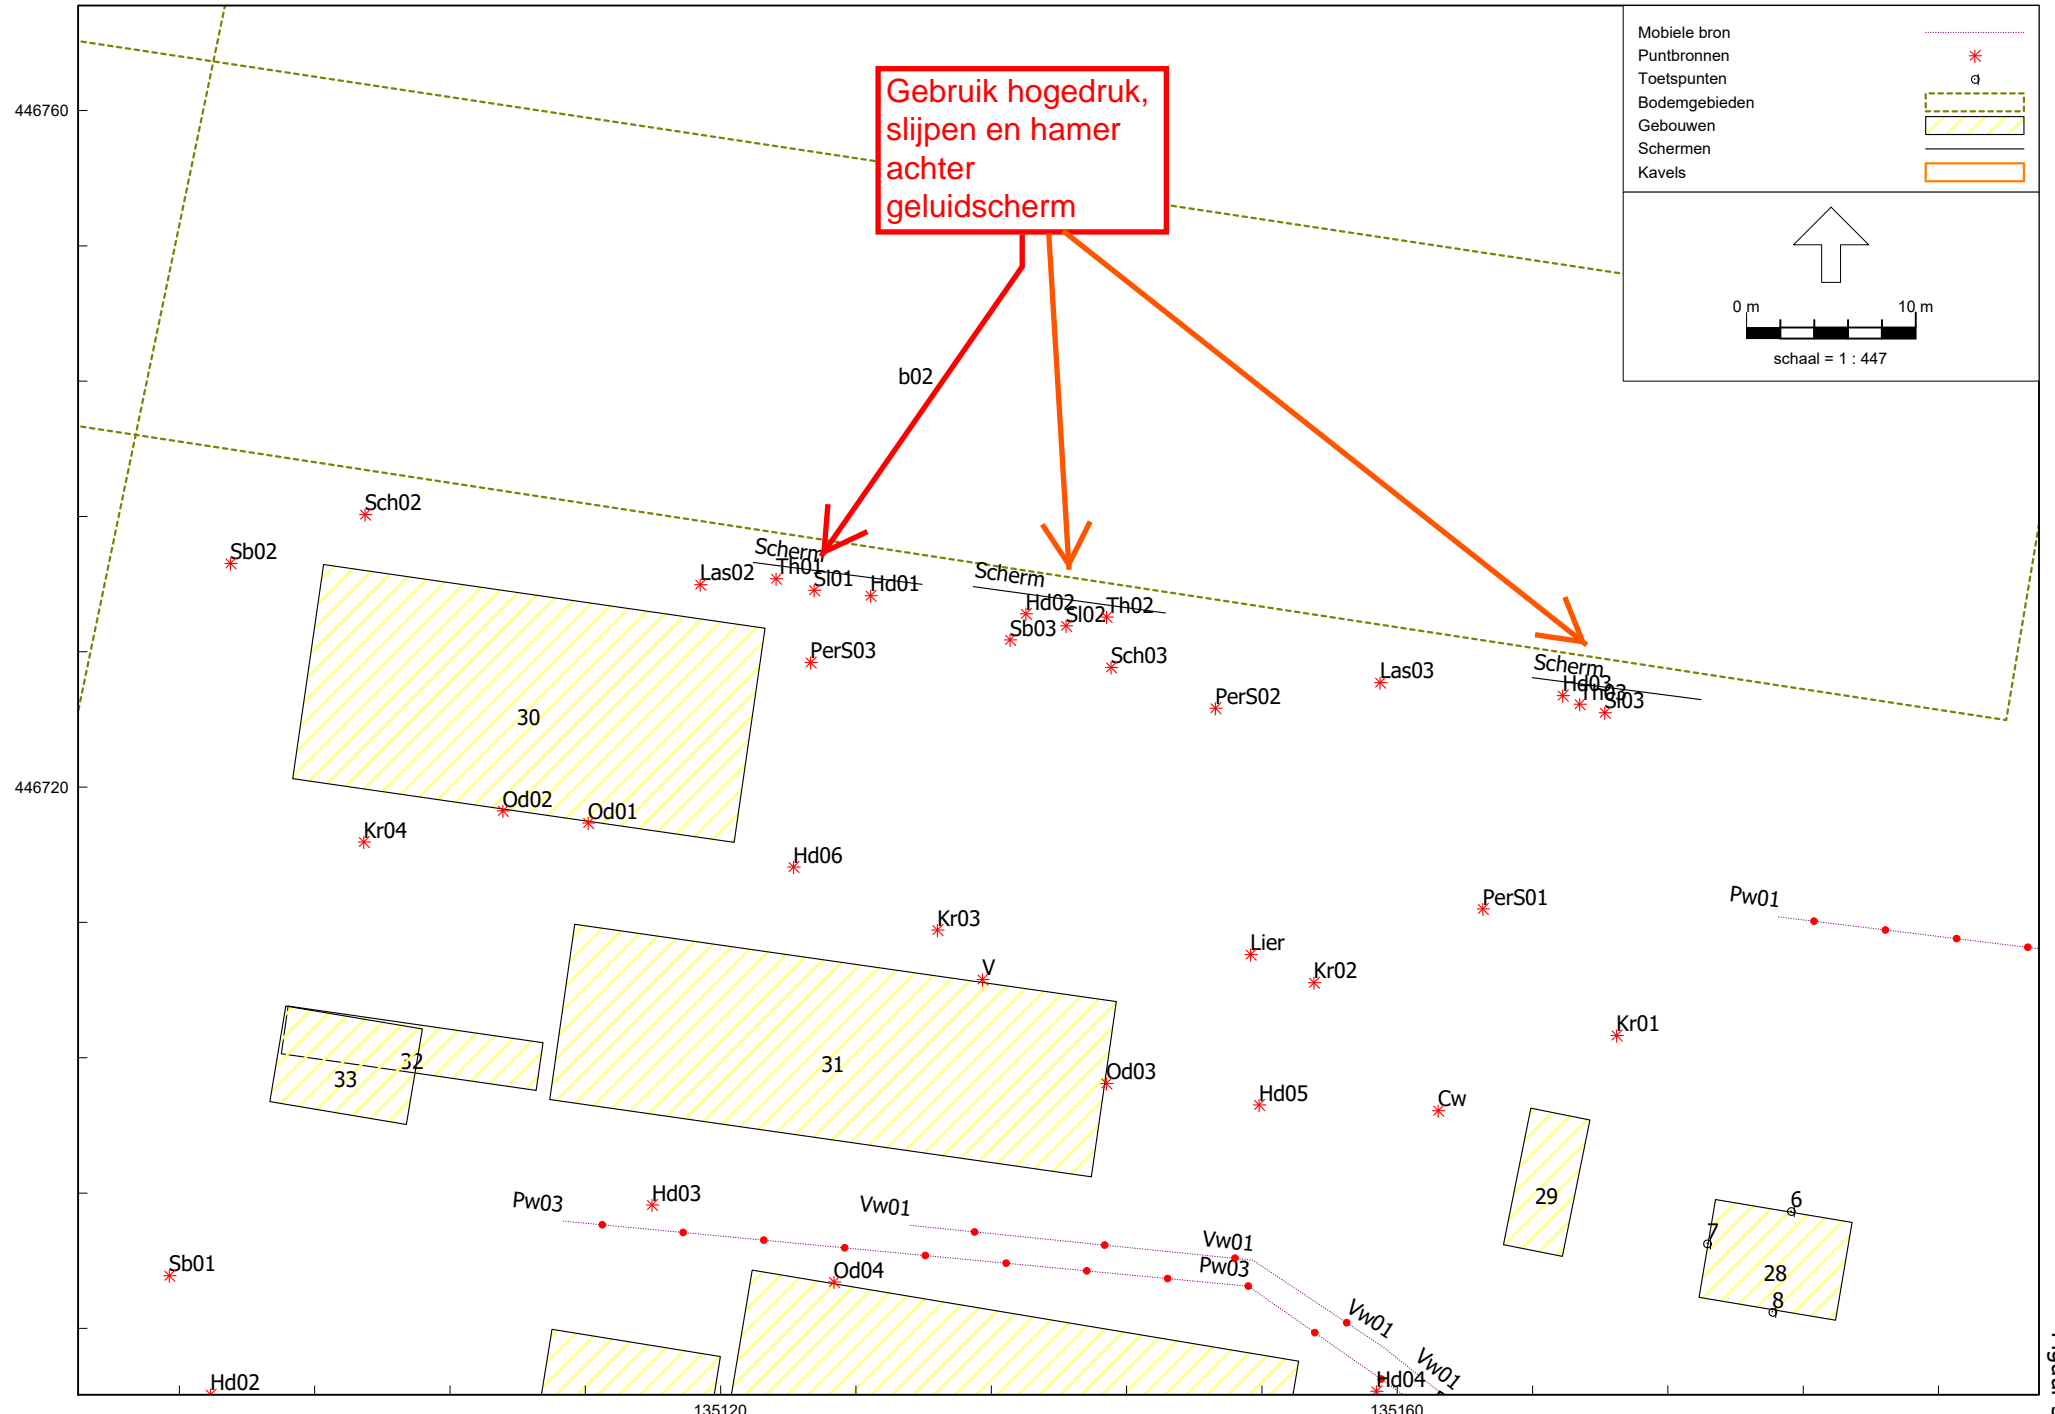 Mobiele bron
Puntbronnen
Toetspunten
Bodemgebieden
Gebouwen
Schermen
Kavels
0 m
10 m
schaal = 1 : 447
446760
Gebruik hogedruk,
slijpen en hamer
achter
geluidscherm
b02
Sch02
Sb02
Las02
Scherm
Th01
Sl01
Hd01
Scherm
Hd02
Sl02
Th02
Sb03
Sch03
PerS03
PerS02
Las03
Scherm
Hd03
Th03
Sl03
30
446720
Od02
Od01
Kr04
Hd06
Kr03
V
Lier
Kr02
PerS01
Pw01
Kr01
32
33
31
Od03
Hd05
Cw
29
6
7
28
8
Pw03
Hd03
Vw01
Vw01
Pw03
Sb01
Od04
Vw01
Vw01
Hd02
Hd04
135120
135160